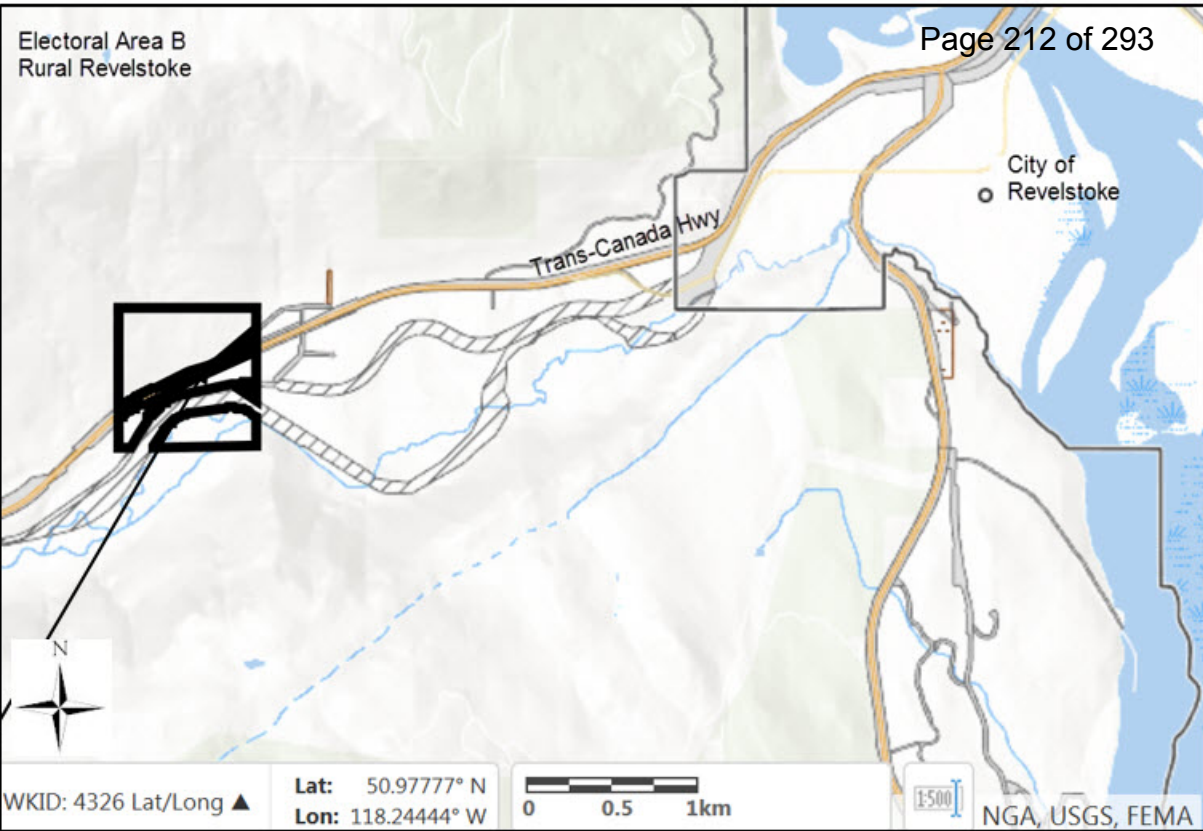 Electoral Area B
Rural Revelstoke
Page 212 of 293
City of
Revelstoke
Trans-Canada Hwy
N
WKID: 4326 Lat/Long ▲
Lat: 50.97777° N
Lon: 118.24444° W
0 0.5 1km
1:500
NGA, USGS, FEMA